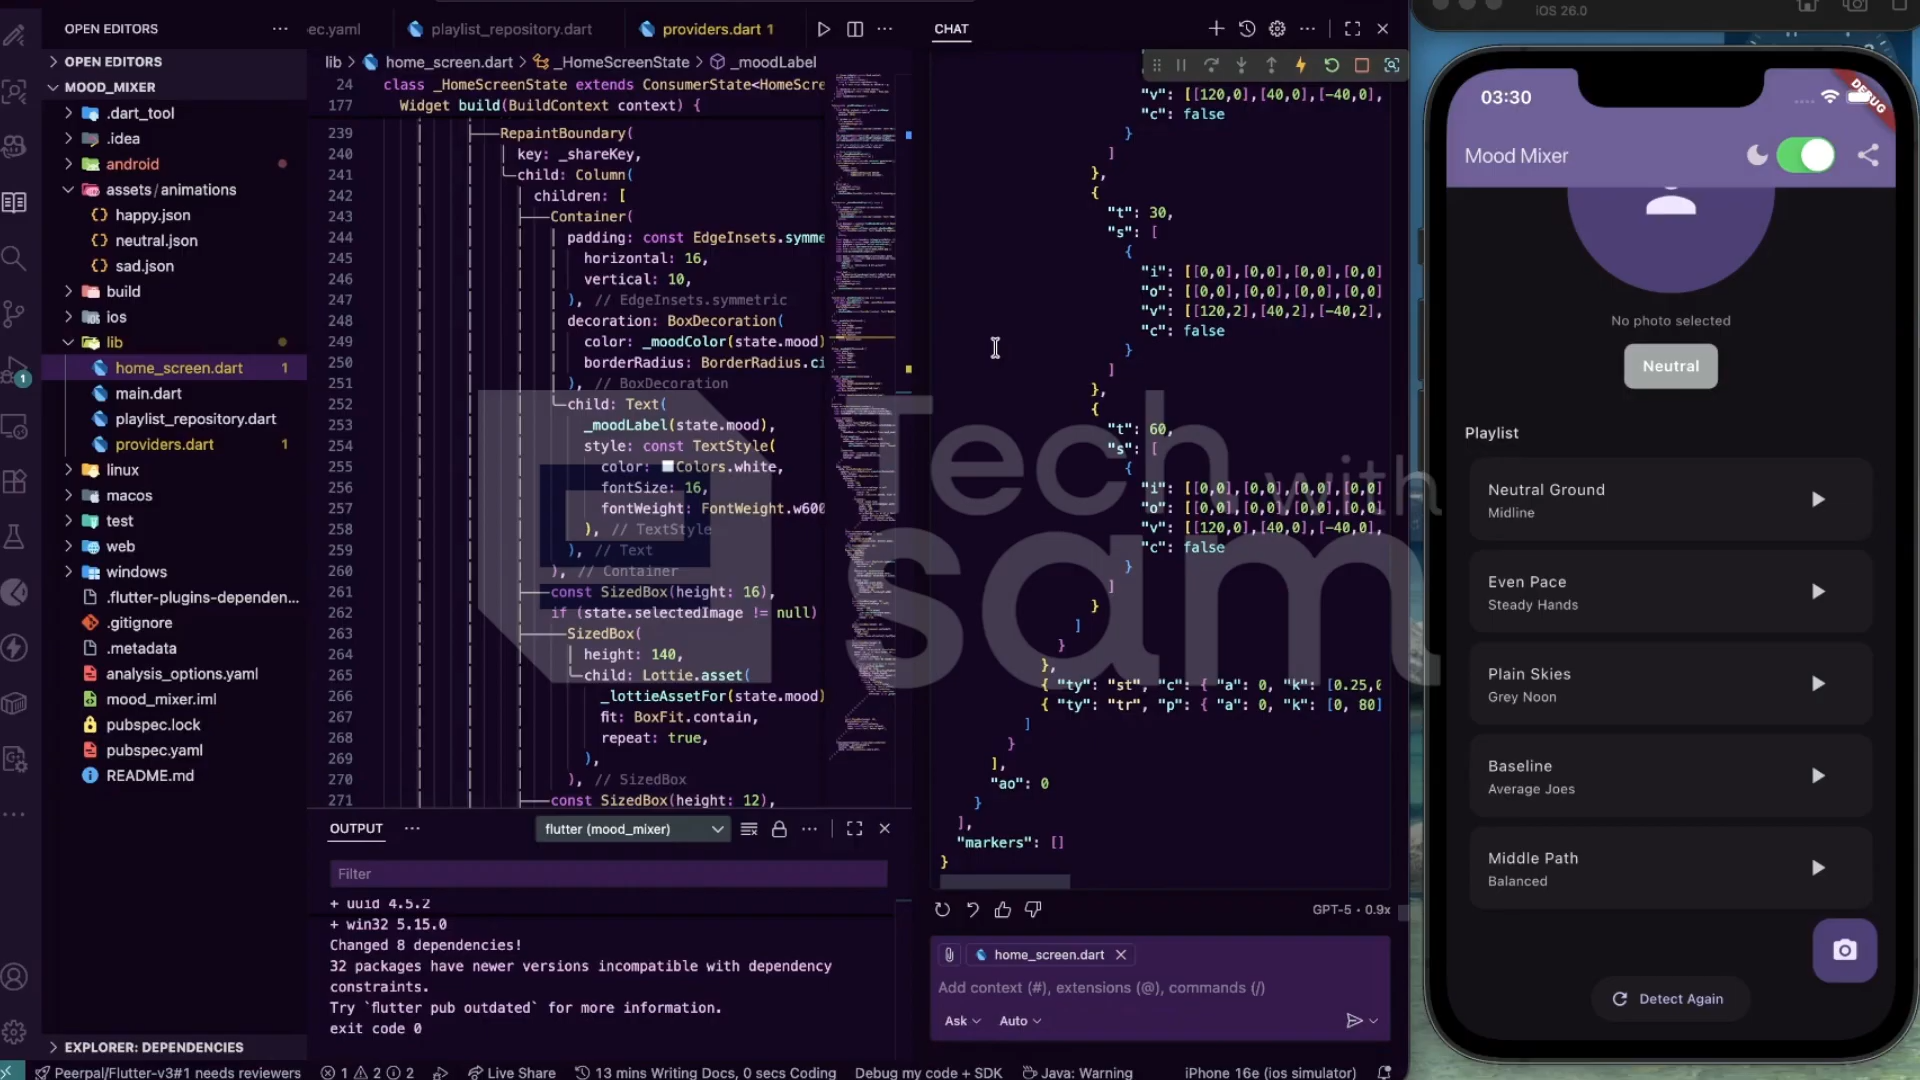 OPEN EDITORS
OPEN EDITORS
MOOD_MIXER
.dart_tool
.idea
android
assets/animations
happy.json
neutral.json
sad.json
build
ios
lib
home_screen.dart 1
main.dart
playlist_repository.dart
providers.dart 1
linux
macos
test
web
windows
.flutter-plugins-dependen...
.gitignore
.metadata
analysis_options.yaml
mood_mixer.iml
pubspec.lock
pubspec.yaml
README.md
EXPLORER: DEPENDENCIES
1
ec.yaml playlist_repository.dart providers.dart 1
lib > home_screen.dart > _HomeScreenState > _moodLabel
24 class _HomeScreenState extends ConsumerState<HomeScre
177 Widget build(BuildContext context) {
239 RepaintBoundary(
240 key: _shareKey,
241 child: Column(
242 children: [
243 Container(
244 padding: const EdgeInsets.symme
245 horizontal: 16,
246 vertical: 10,
247 ), // EdgeInsets.symmetric
248 decoration: BoxDecoration(
249 color: _moodColor(state.mood)
250 borderRadius: BorderRadius.ci
251 ), // BoxDecoration
252 child: Text(
253 _moodLabel(state.mood),
254 style: const TextStyle(
255 color: Colors.white,
256 fontSize: 16,
257 fontWeight: FontWeight.w600
258 ), // TextStyle
259 ), // Text
260 ), // Container
261 const SizedBox(height: 16),
262 if (state.selectedImage != null)
263 SizedBox(
264 height: 140,
265 child: Lottie.asset(
266 _lottieAssetFor(state.mood)
267 fit: BoxFit.contain,
268 repeat: true,
269 ),
270 ), // SizedBox
271 const SizedBox(height: 12),
OUTPUT
flutter (mood_mixer)
Filter
+ uuid 4.5.2
+ win32 5.15.0
Changed 8 dependencies!
32 packages have newer versions incompatible with dependency
constraints.
Try `flutter pub outdated` for more information.
exit code 0
CHAT
"v": [[120,0],[40,0],[-40,0],
"c": false
}
]
},
{
"t": 30,
"s": [
{
"i": [[0,0],[0,0],[0,0],[0,0]
"o": [[0,0],[0,0],[0,0],[0,0]
"v": [[120,2],[40,2],[-40,2],
"c": false
}
]
},
{
"t": 60,
"s": [
{
"i": [[0,0],[0,0],[0,0],[0,0]
"o": [[0,0],[0,0],[0,0],[0,0]
"v": [[120,0],[40,0],[-40,0],
"c": false
}
]
}
]
}
},
{ "ty": "st", "c": { "a": 0, "k": [0.25,0
{ "ty": "tr", "p": { "a": 0, "k": [0, 80]
]
}
],
"ao": 0
}
],
"markers": []
}
GPT-5 • 0.9x
home_screen.dart
Add context (#), extensions (@), commands (/)
Ask Auto
Tech with
sam
iOS 26.0
03:30
DEBUG
Mood Mixer
No photo selected
Neutral
Playlist
Neutral Ground
Midline
Even Pace
Steady Hands
Plain Skies
Grey Noon
Baseline
Average Joes
Middle Path
Balanced
Detect Again
Peerpal/Flutter-v3#1 needs reviewers 1 2 2 Live Share 13 mins Writing Docs, 0 secs Coding Debug my code + SDK Java: Warning iPhone 16e (ios simulator)